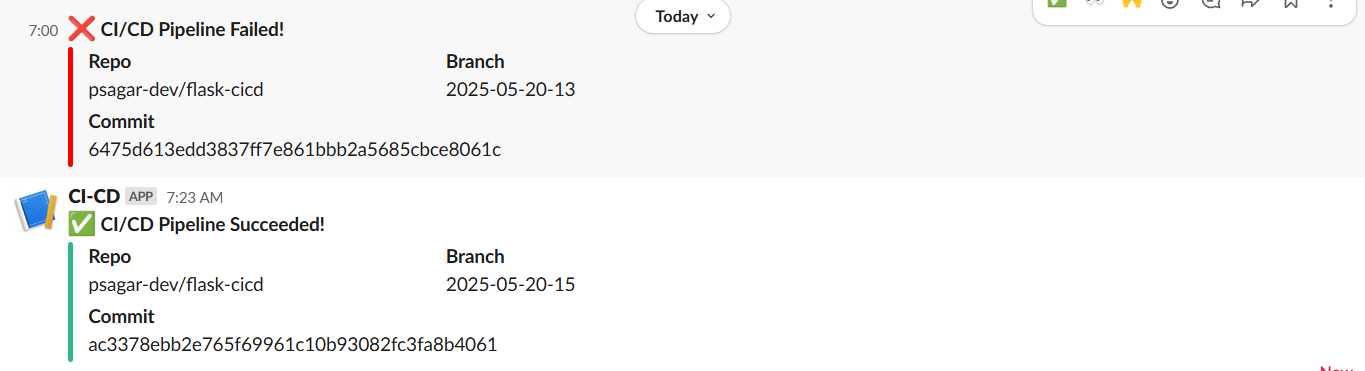 Today
7:00 CI/CD Pipeline Failed!
Repo Branch
psagar-dev/flask-cicd 2025-05-20-13
Commit
6475d613edd3837ff7e861bbb2a5685cbce8061c
CI-CD APP 7:23 AM
CI/CD Pipeline Succeeded!
Repo Branch
psagar-dev/flask-cicd 2025-05-20-15
Commit
ac3378ebb2e765f69961c10b93082fc3fa8b4061